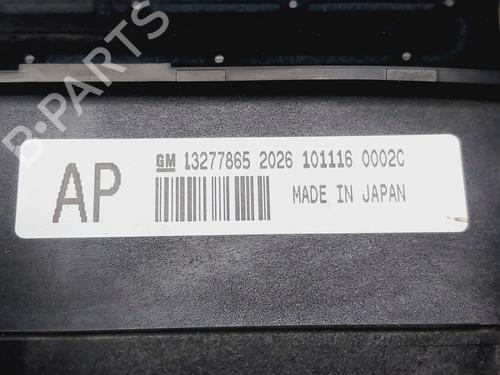 B-PARTS
AP
GM 13277865 2026 101116 0002C
MADE IN JAPAN